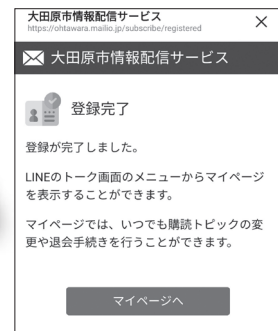 大田原市情報配信サービス
https://ohtawara.mailio.jp/subscribe/registered
大田原市情報配信サービス
登録完了
登録が完了しました。
LINEのトーク画面のメニューからマイページ
を表示することができます。
マイページでは、いつでも購読トピックの変
更や退会手続きを行うことができます。
マイページへ